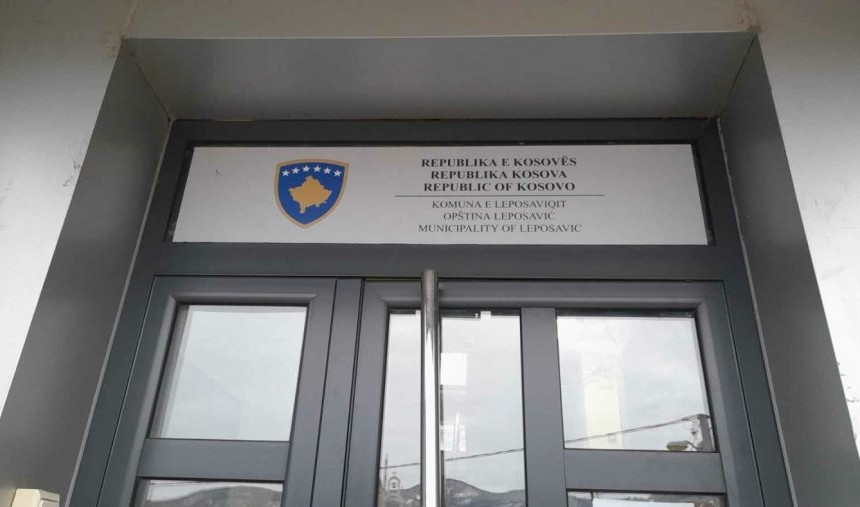 REPUBLIKA E KOSOVËS
REPUBLIKA KOSOVA
REPUBLIC OF KOSOVO
KOMUNA E LEPOSAVIQIT
OPŠTINA LEPOSAVIĆ
MUNICIPALITY OF LEPOSAVIC